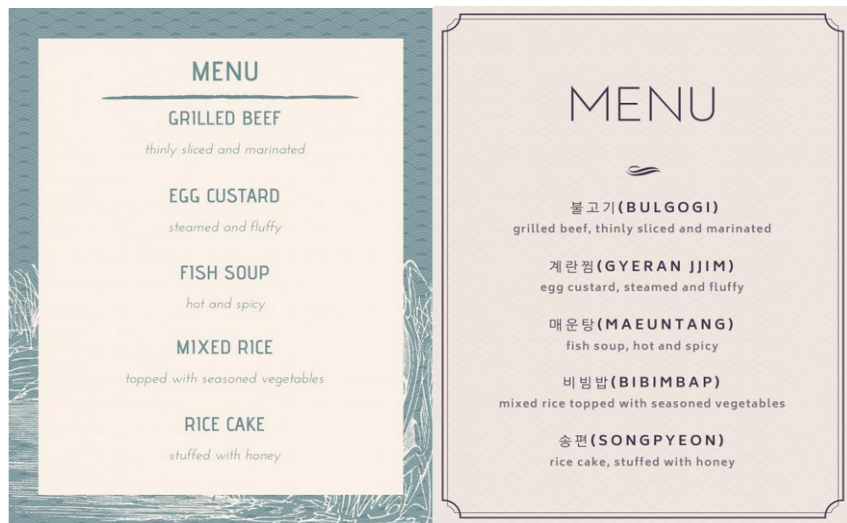 MENU
GRILLED BEEF
thinly sliced and marinated
EGG CUSTARD
steamed and fluffy
FISH SOUP
hot and spicy
MIXED RICE
topped with seasoned vegetables
RICE CAKE
stuffed with honey
MENU
불고기(BULGOGI)
grilled beef, thinly sliced and marinated
계란찜(GYERAN JJIM)
egg custard, steamed and fluffy
매운탕(MAEUNTANG)
fish soup, hot and spicy
비빔밥(BIBIMBAP)
mixed rice topped with seasoned vegetables
송편(SONGPYEON)
rice cake, stuffed with honey